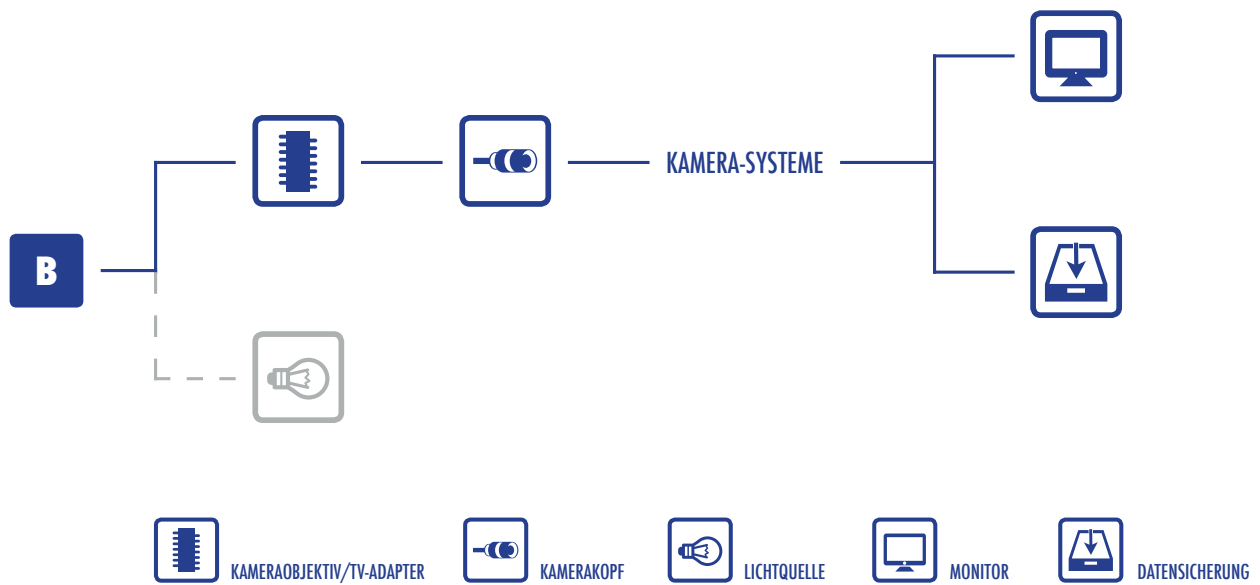 KAMERA-SYSTEME
B
KAMERAOBJEKTIV/TV-ADAPTER
KAMERAKOPF
LICHTQUELLE
MONITOR
DATENSICHERUNG